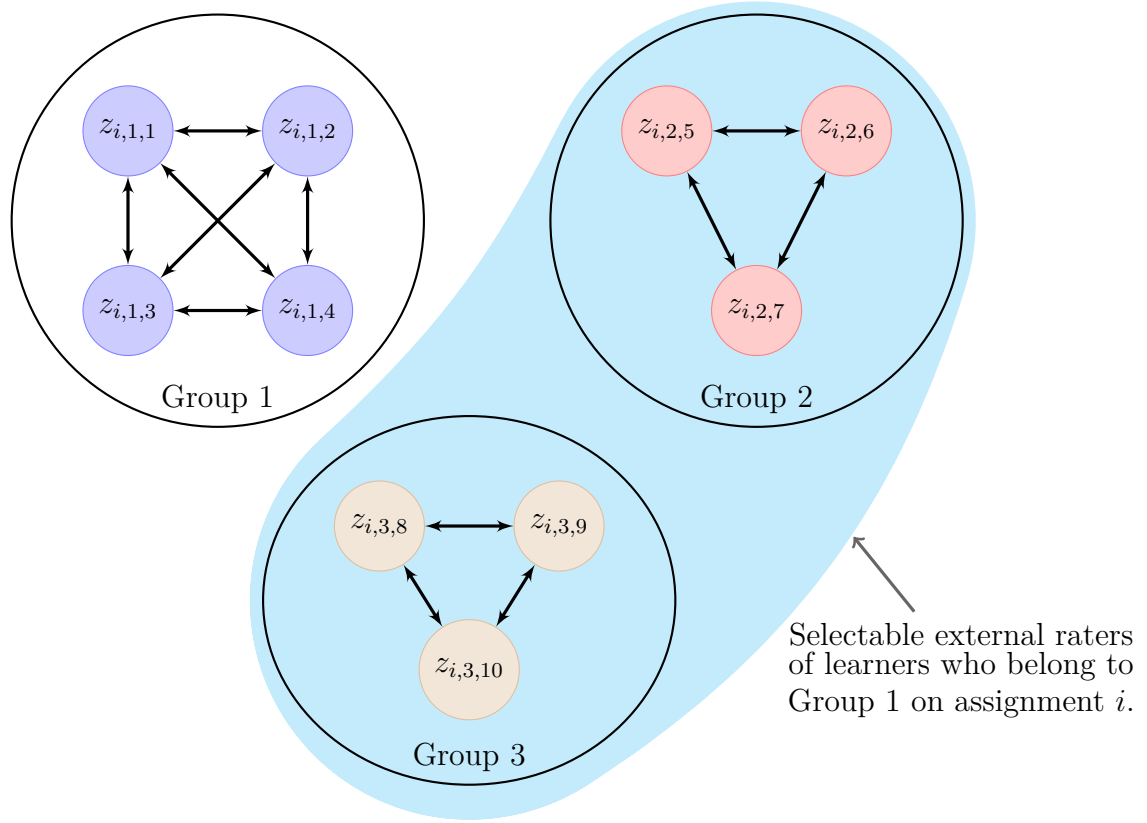 z_{i,1,1}
z_{i,1,2}
z_{i,1,3}
z_{i,1,4}
Group 1
z_{i,2,5}
z_{i,2,6}
z_{i,2,7}
Group 2
z_{i,3,8}
z_{i,3,9}
z_{i,3,10}
Group 3
Selectable external raters
of learners who belong to
Group 1 on assignment i.